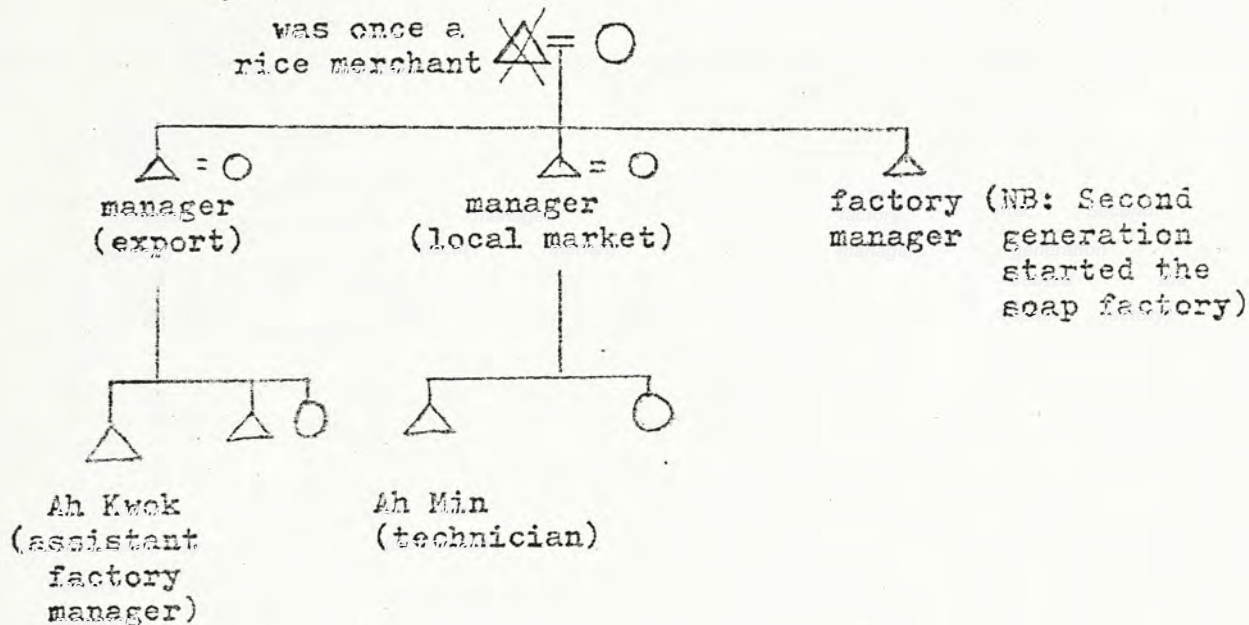 was once a
rice merchant
manager
(export)
manager
(local market)
factory (NB: Second
manager generation
started the
soap factory)
Ah Kwok
(assistant
factory
manager)
Ah Min
(technician)